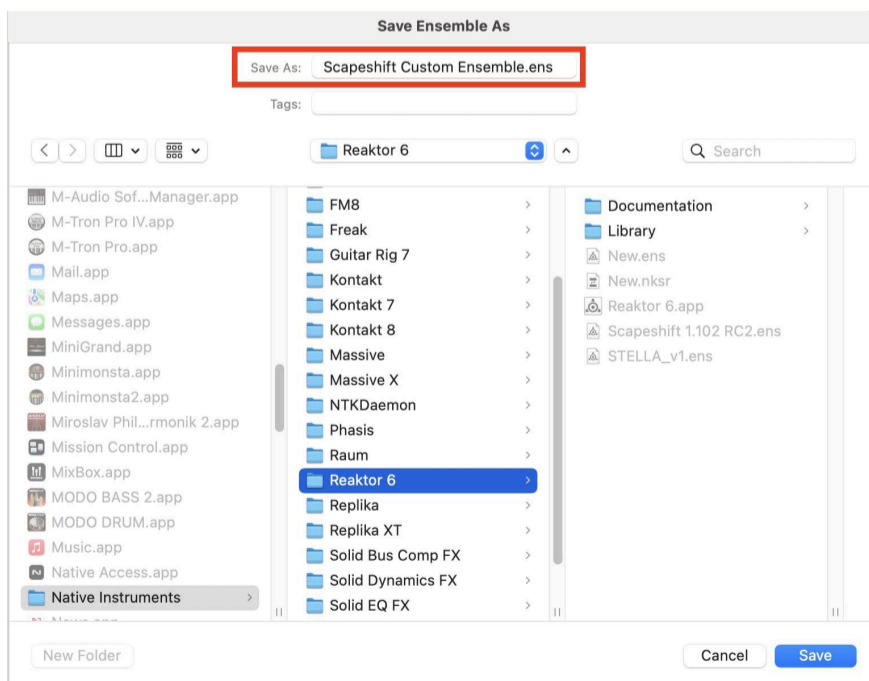 Save Ensemble As
Save As: Scapeshift Custom Ensemble.ens
Tags:
Reaktor 6
Search
M-Audio Sof...Manager.app
M-Tron Pro IV.app
M-Tron Pro.app
Mail.app
Maps.app
Messages.app
MiniGrand.app
Minimonsta.app
Minimonsta2.app
Miroslav Phil...rmonik 2.app
Mission Control.app
MixBox.app
MODO BASS 2.app
MODO DRUM.app
Music.app
Native Access.app
Native Instruments
News.app
FM8
Freak
Guitar Rig 7
Kontakt
Kontakt 7
Kontakt 8
Massive
Massive X
NTKDaemon
Phasis
Raum
Reaktor 6
Replika
Replika XT
Solid Bus Comp FX
Solid Dynamics FX
Solid EQ FX
Documentation
Library
New.ens
New.nksr
Reaktor 6.app
Scapeshift 1.102 RC2.ens
STELLA_v1.ens
New Folder
Cancel
Save